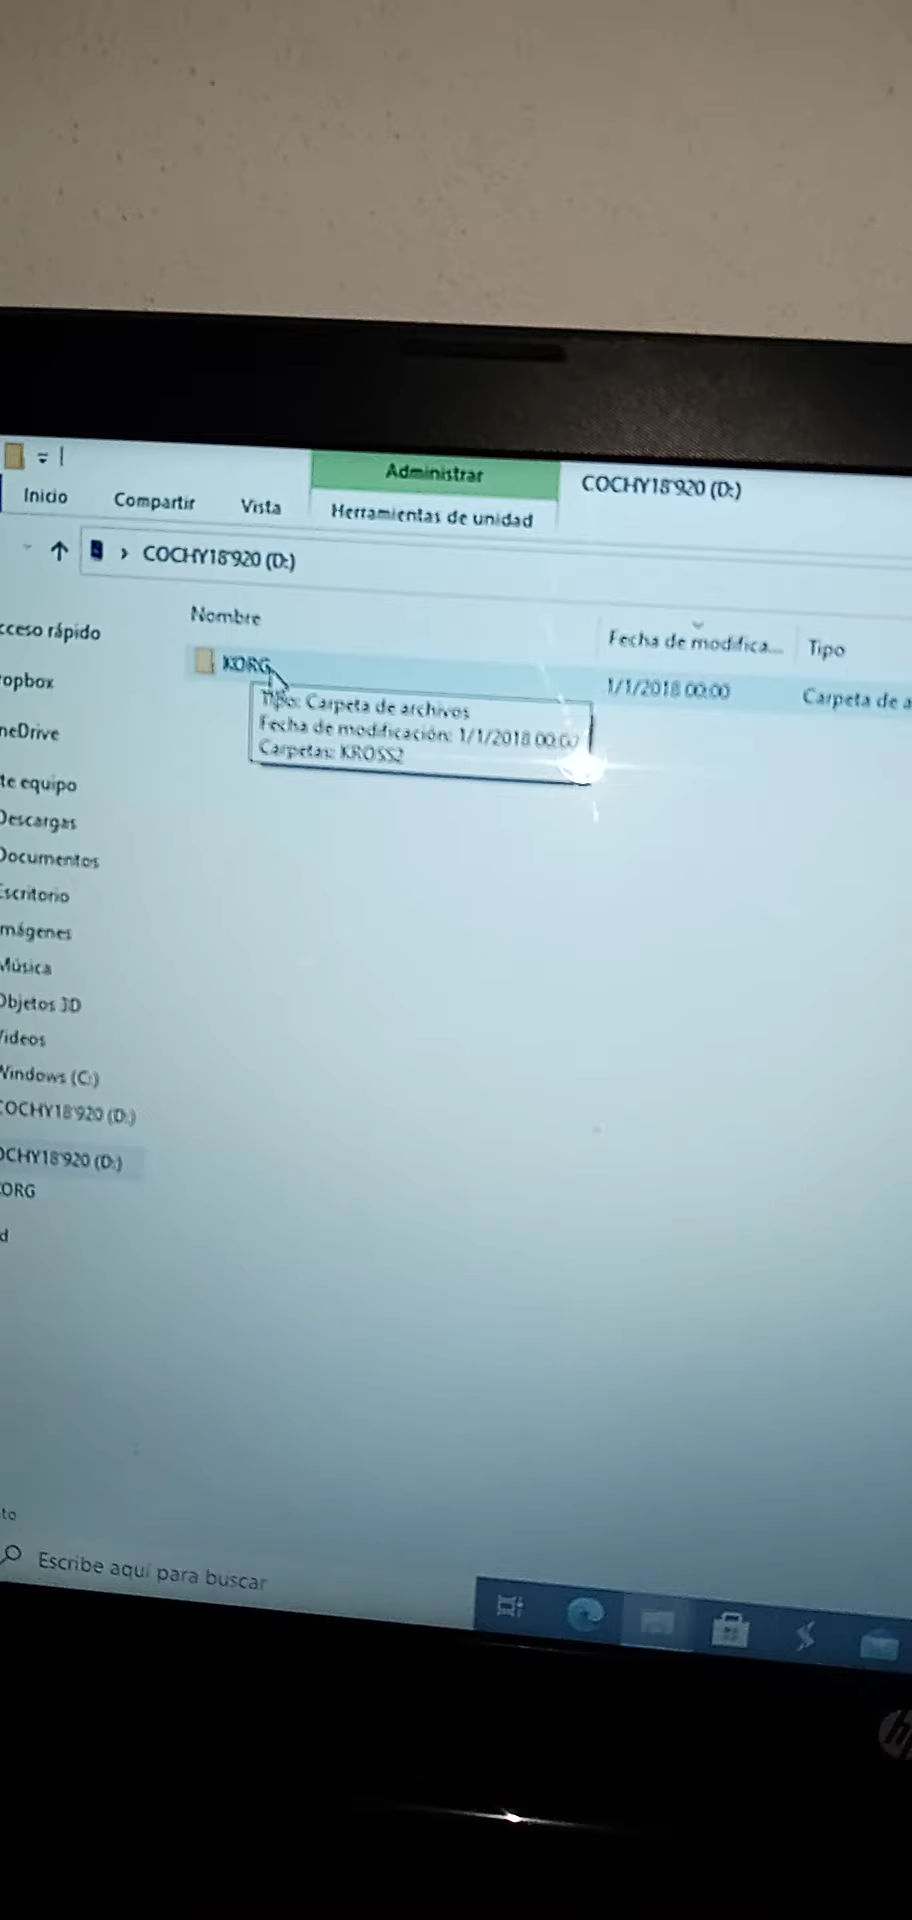 Administrar
COCHY18'920 (D:)
Inicio
Compartir
Vista
Herramientas de unidad
COCHY18'920 (D:)
Nombre
Fecha de modifica...
Tipo
cceso rápido
KORG
1/1/2018 00:00
Carpeta de a
ropbox
Tipo: Carpeta de archivos
Fecha de modificación: 1/1/2018 00:00
Carpetas: KROSS2
neDrive
te equipo
Descargas
Documentos
Escritorio
mágenes
Música
Objetos 3D
Videos
Windows (C:)
COCHY18'920 (D:)
OCHY18'920 (D:)
KORG
d
to
Escribe aquí para buscar
hp